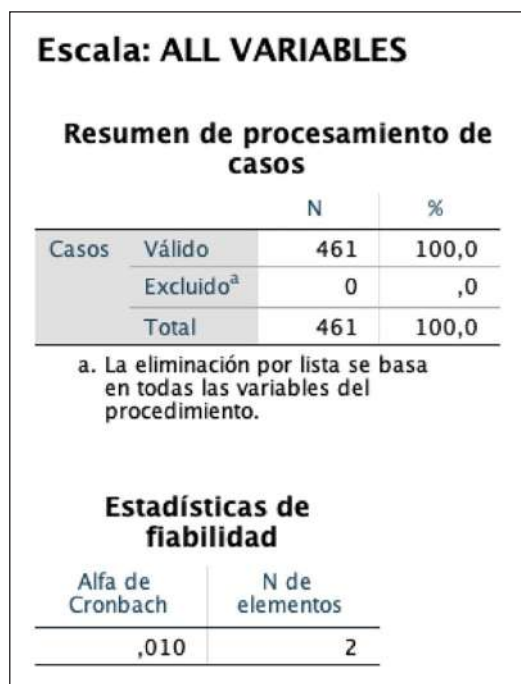 Escala: ALL VARIABLES
Resumen de procesamiento de
casos
N %
Casos Válido 461 100,0
Excluidoᵃ 0 ,0
Total 461 100,0
a. La eliminación por lista se basa
en todas las variables del
procedimiento.
Estadísticas de
fiabilidad
Alfa de N de
Cronbach elementos
,010 2